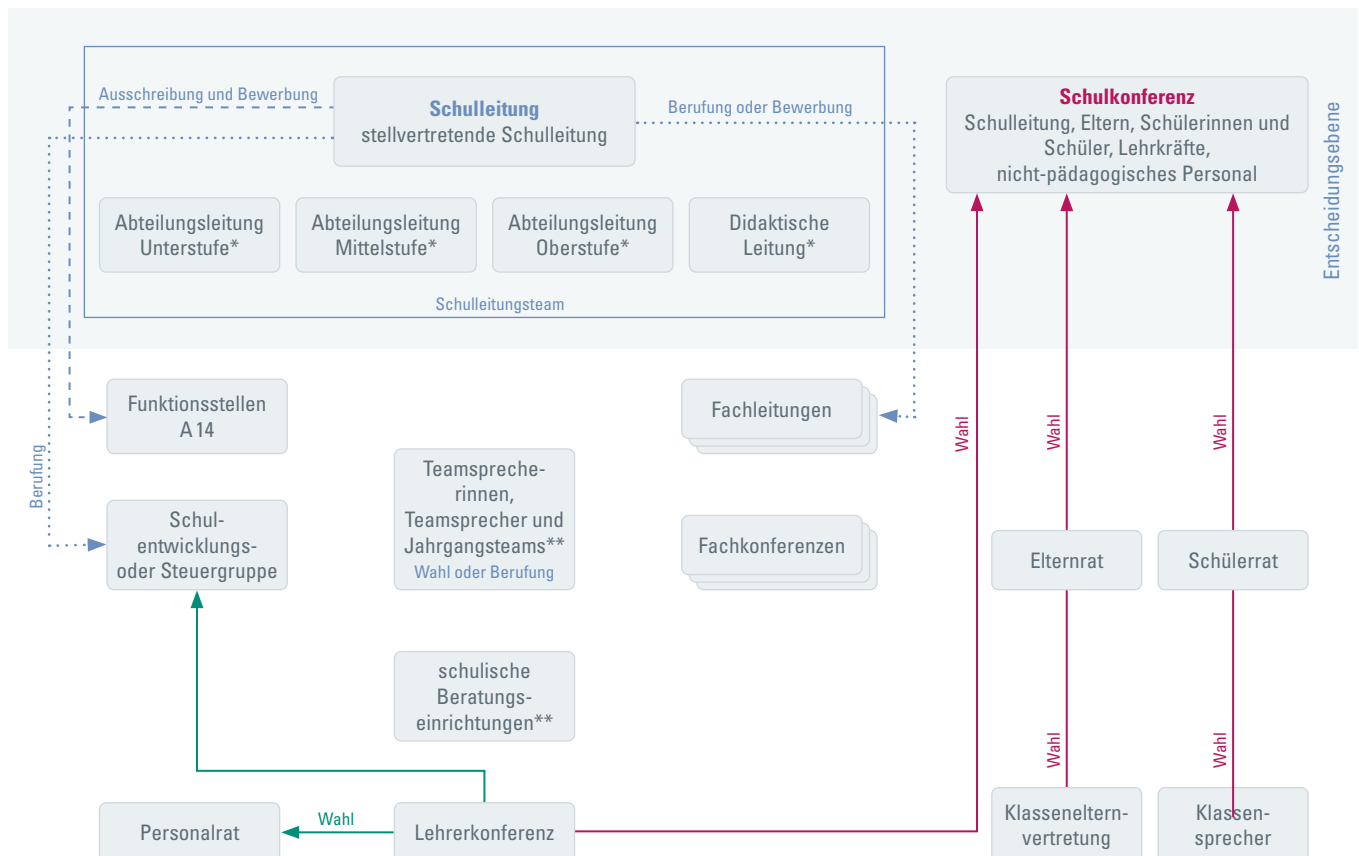 Ausschreibung und Bewerbung
Schulleitung
stellvertretende Schulleitung
Berufung oder Bewerbung
Schulkonferenz
Schulleitung, Eltern, Schülerinnen und
Schüler, Lehrkräfte,
nicht-pädagogisches Personal
Entscheidungsebene
Abteilungsleitung
Unterstufe*
Abteilungsleitung
Mittelstufe*
Abteilungsleitung
Oberstufe*
Didaktische
Leitung*
Schulleitungsteam
Funktionsstellen
A 14
Fachleitungen
Wahl
Wahl
Wahl
Berufung
Teamspreche-
rinnen,
Teamsprecher und
Jahrgangsteams**
Wahl oder Berufung
Schul-
entwicklungs-
oder Steuergruppe
Fachkonferenzen
Elternrat
Schülerrat
schulische
Beratungs-
einrichtungen**
Wahl
Wahl
Personalrat
Wahl
Lehrerkonferenz
Klasseneltern-
vertretung
Klassen-
sprecher